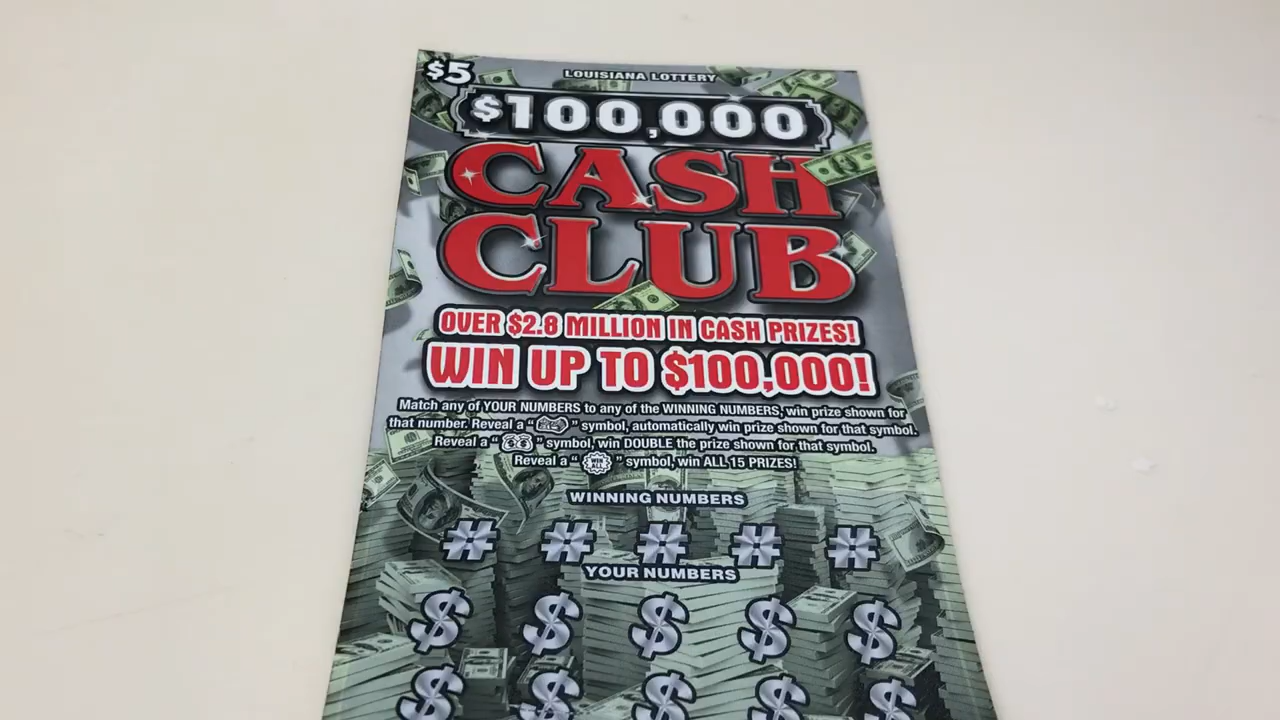 $5
LOUISIANA LOTTERY
$100,000
CASH
CLUB
OVER $2.8 MILLION IN CASH PRIZES!
WIN UP TO $100,000!
Match any of YOUR NUMBERS to any of the WINNING NUMBERS, win prize shown for
that number. Reveal a “ ” symbol, automatically win prize shown for that symbol.
Reveal a “ ” symbol, win DOUBLE the prize shown for that symbol.
Reveal a “ WIN ALL ” symbol, win ALL 15 PRIZES!
WINNING NUMBERS
# # # # #
YOUR NUMBERS
$ $ $ $ $
$ $ $ $ $